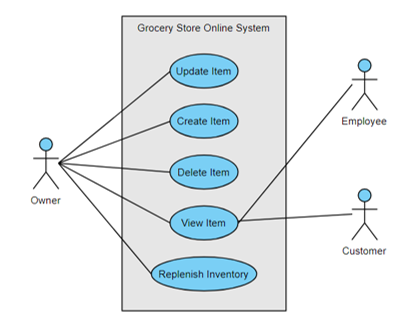 Grocery Store Online System
Update Item
Create Item
Employee
Delete Item
Owner
View Item
Customer
Replenish Inventory